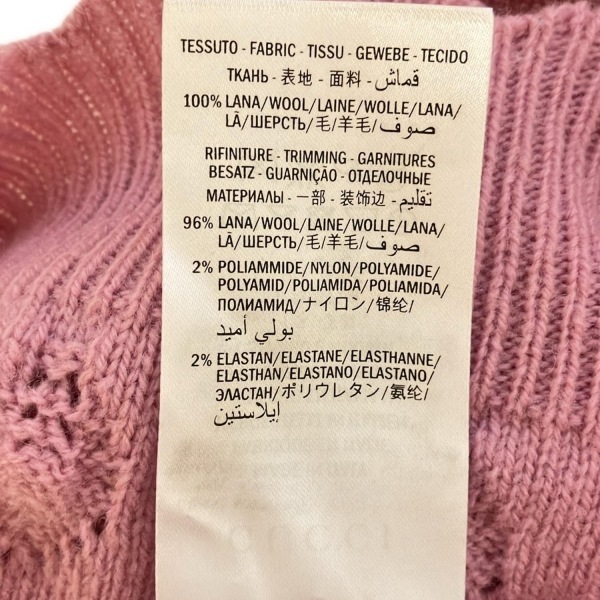 TESSUTO - FABRIC - TISSU - GEWEBE - TECIDO
ТКАНЬ - 表地 - 面料 - قماش
100% LANA/WOOL/LAINE/WOLLE/LANA/
LÃ/ШЕРСТЬ/毛/羊毛/صوف
RIFINITURE - TRIMMING - GARNITURES
BESATZ - GUARNIÇÃO - ОТДЕЛОЧНЫЕ
МАТЕРИАЛЫ - 一部 - 装饰边 - تقليم
96% LANA/WOOL/LAINE/WOLLE/LANA/
LÃ/ШЕРСТЬ/毛/羊毛/صوف
2% POLIAMMIDE/NYLON/POLYAMIDE/
POLYAMID/POLIAMIDA/POLIAMIDA/
ПОЛИАМИД/ナイロン/锦纶/
بولي أميد
2% ELASTAN/ELASTANE/ELASTHANNE/
ELASTHAN/ELASTANO/ELASTANO/
ЭЛАСТАН/ポリウレタン/氨纶/
إيلاستين
GUCCI